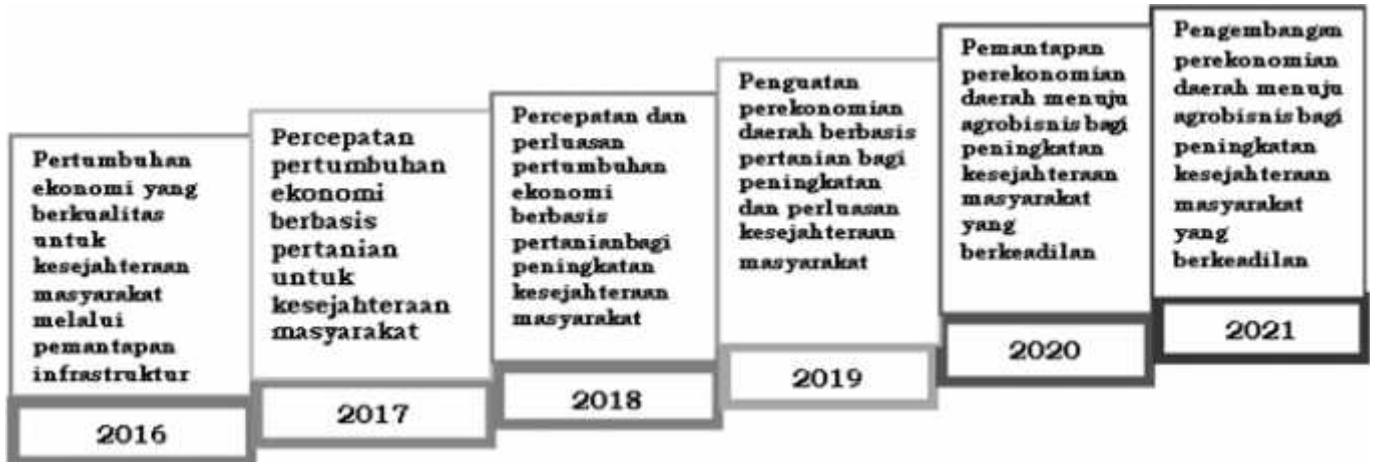 Pertumbuhan
ekonomi yang
berkualitas
untuk
kesejahteraan
masyarakat
melalui
pemantapan
infrastruktur
2016
Percepatan
pertumbuhan
ekonomi
berbasis
pertanian
untuk
kesejahteraan
masyarakat
2017
Percepatan dan
perluasan
pertumbuhan
ekonomi
berbasis
pertanianbagi
peningkatan
kesejahteraan
masyarakat
2018
Penguatan
perekonomian
daerah berbasis
pertanian bagi
peningkatan
dan perluasan
kesejahteraan
masyarakat
2019
Pemantapan
perekonomian
daerah menuju
agrobisnis bagi
peningkatan
kesejahteraan
masyarakat
yang
berkeadilan
2020
Pengembangan
perekonomian
daerah menuju
agrobisnis bagi
peningkatan
kesejahteraan
masyarakat
yang
berkeadilan
2021